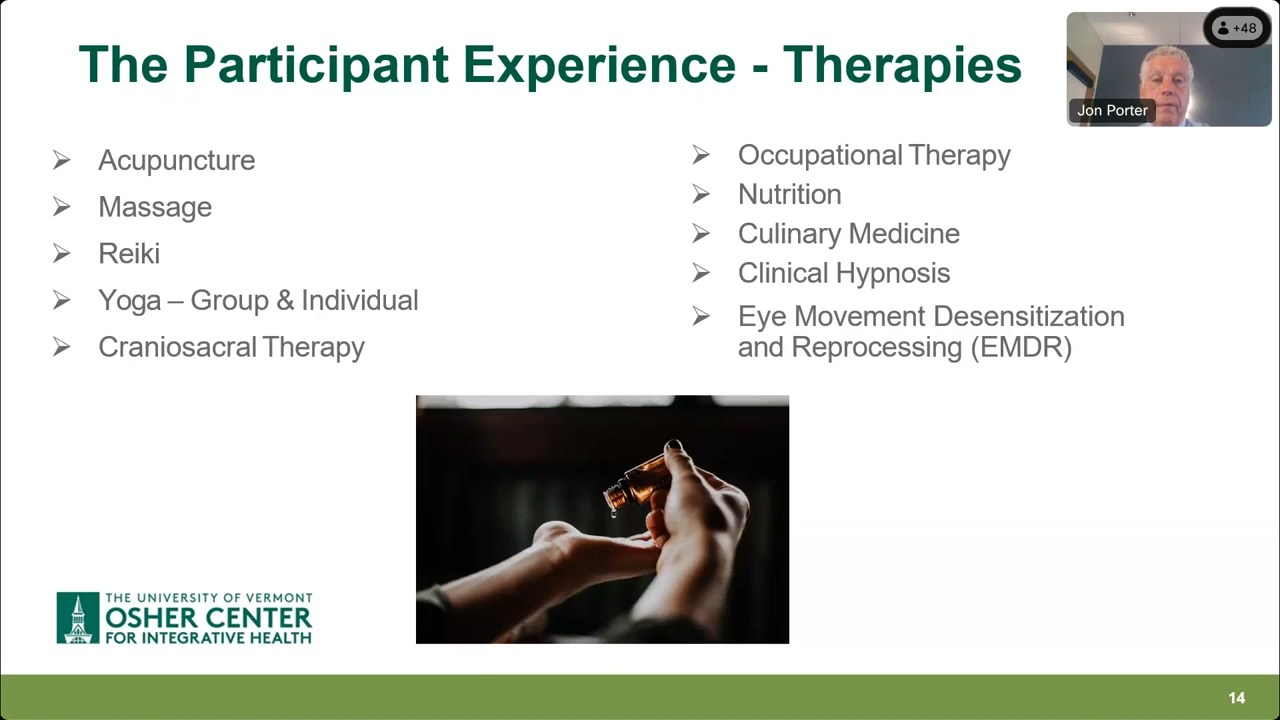 The Participant Experience - Therapies
+48
Jon Porter
Acupuncture
Massage
Reiki
Yoga – Group & Individual
Craniosacral Therapy
Occupational Therapy
Nutrition
Culinary Medicine
Clinical Hypnosis
Eye Movement Desensitization
and Reprocessing (EMDR)
THE UNIVERSITY OF VERMONT
OSHER CENTER
FOR INTEGRATIVE HEALTH
14